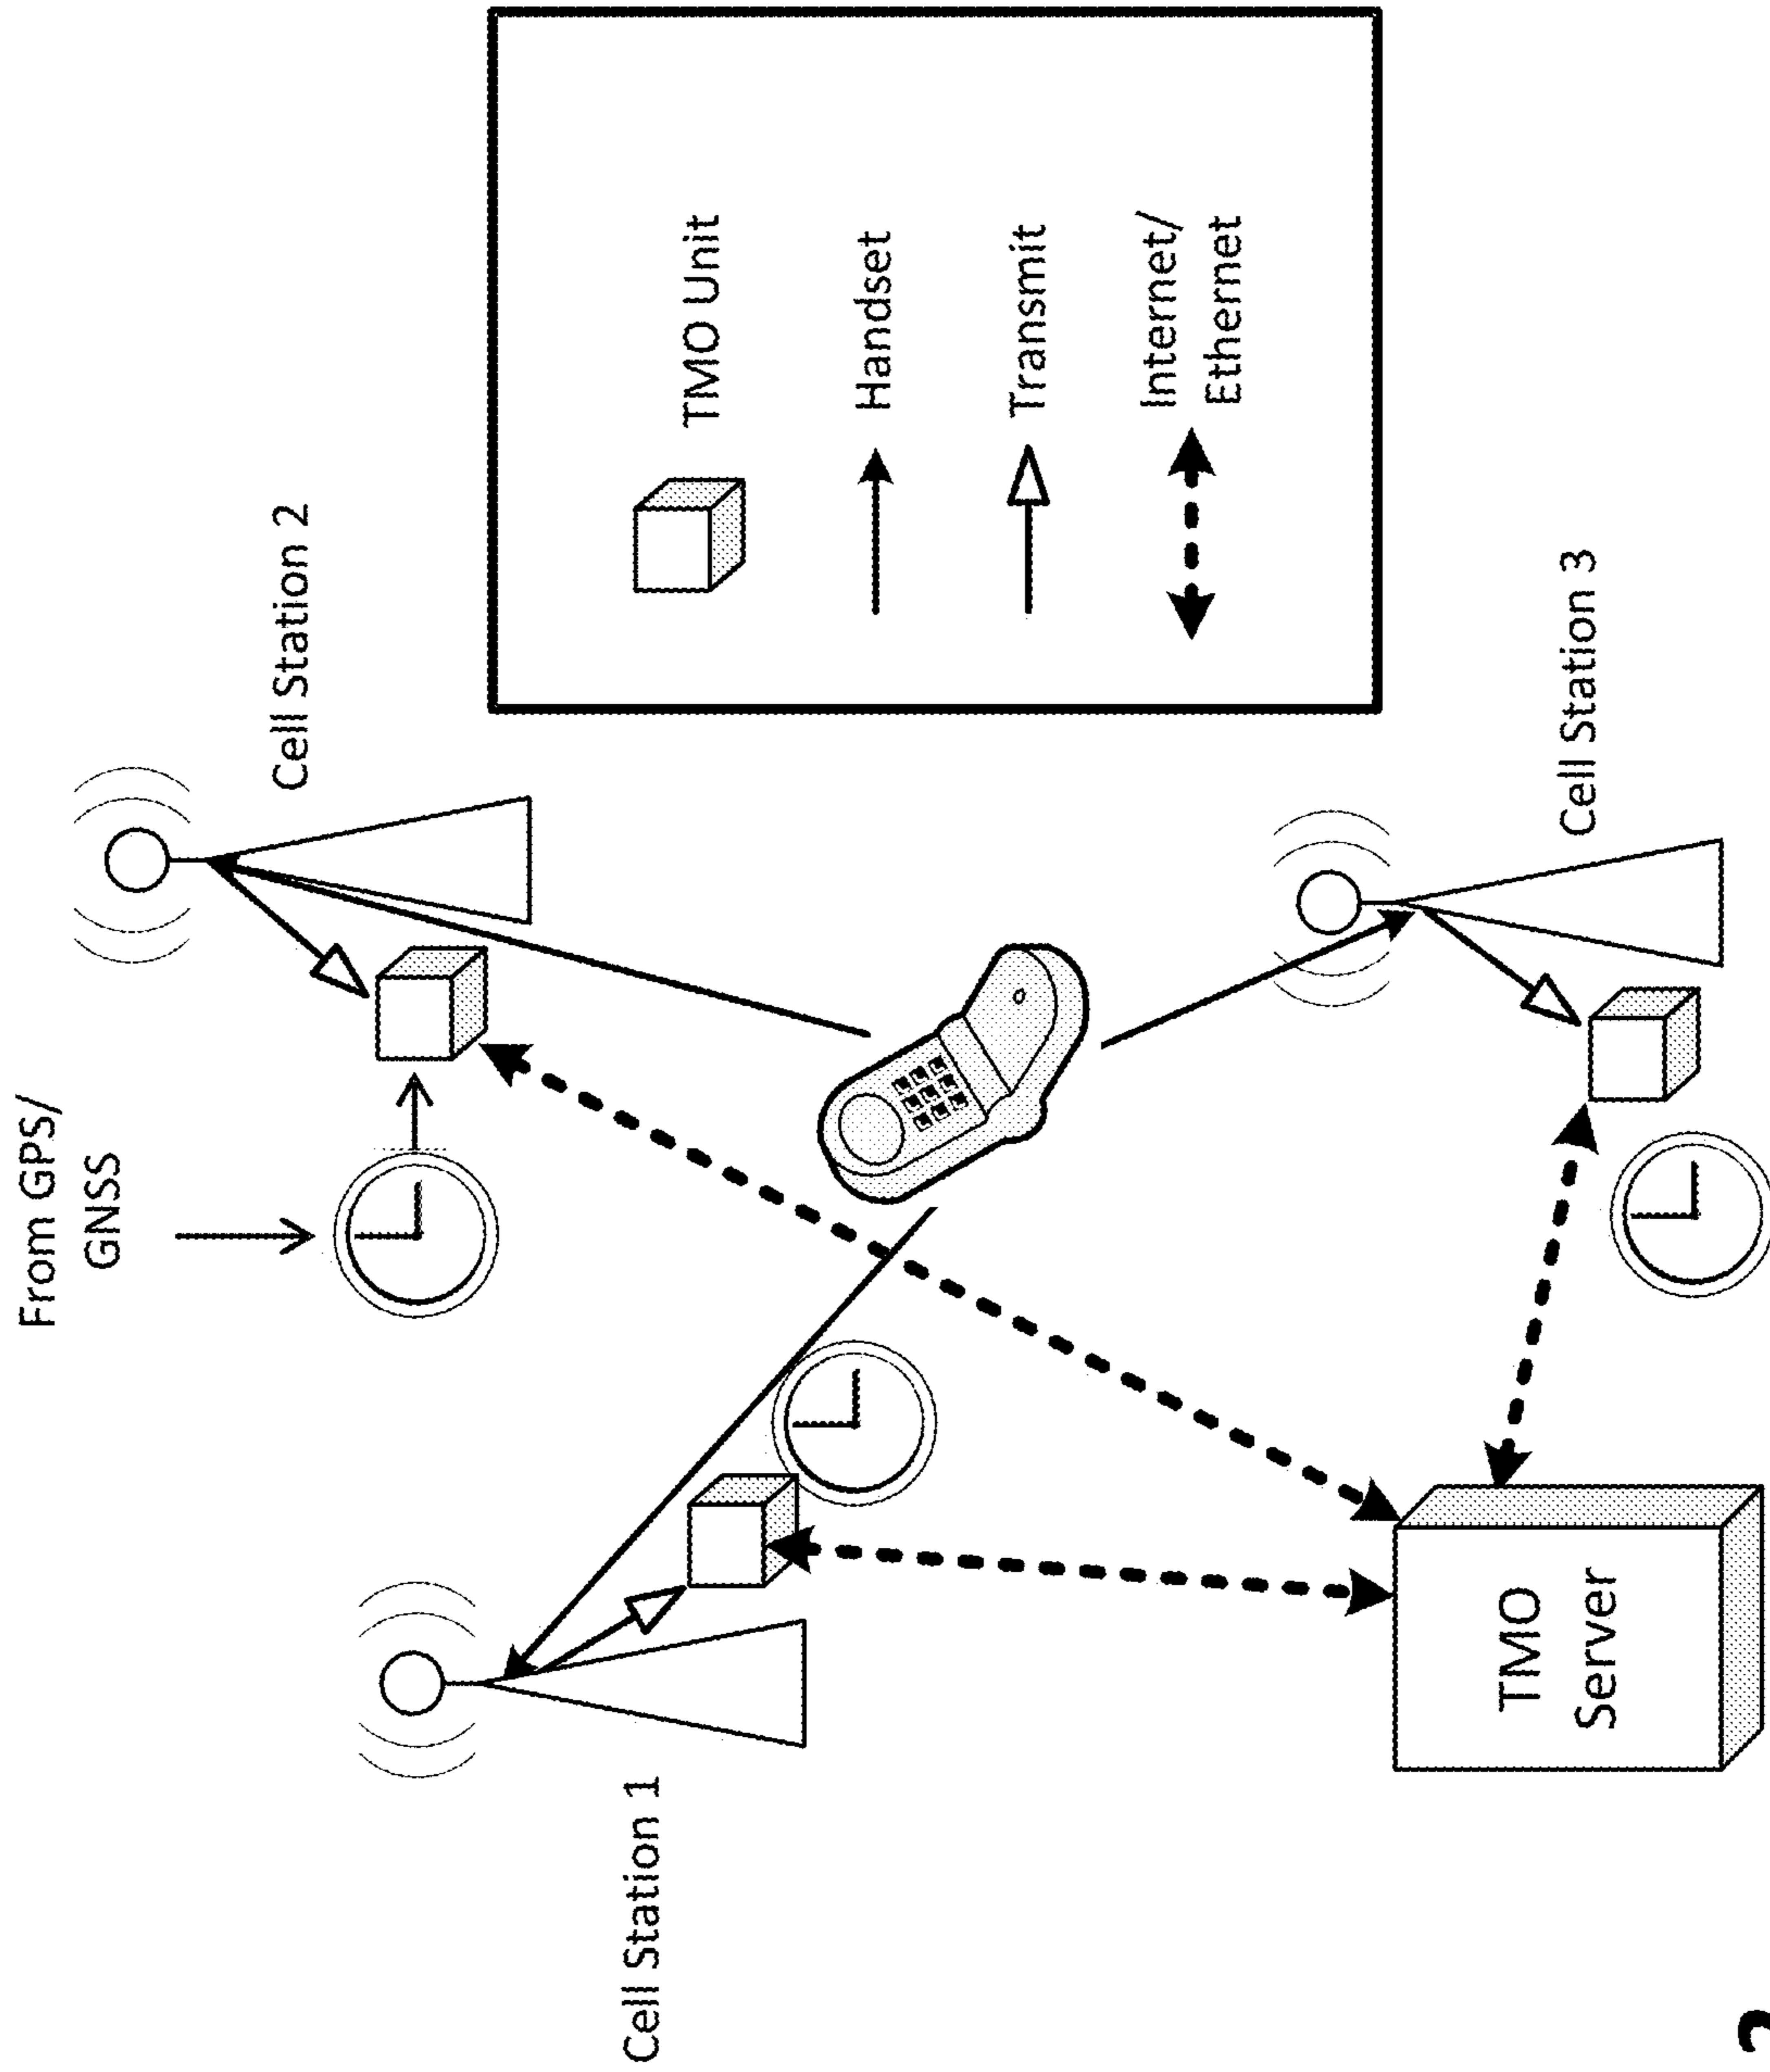 From GPS/
GNSS
Cell Station 2
Cell Station 1
Cell Station 3
TMO
Server
TMO Unit
Handset
Transmit
Internet/
Ethernet